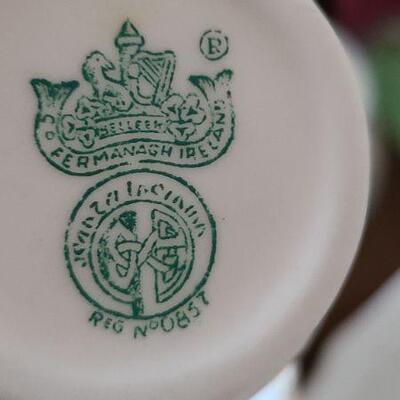 ®
BELLEEK
CO FERMANAGH IRELAND
REG No 0857